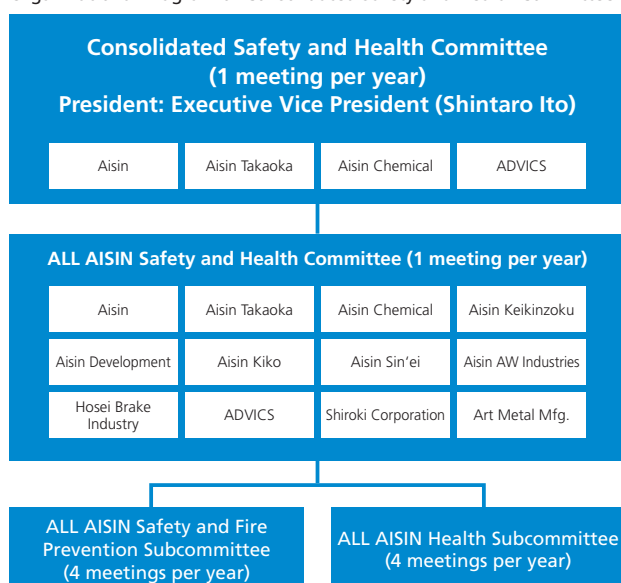 Consolidated Safety and Health Committee
(1 meeting per year)
President: Executive Vice President (Shintaro Ito)
Aisin
Aisin Takaoka
Aisin Chemical
ADVICS
ALL AISIN Safety and Health Committee (1 meeting per year)
Aisin
Aisin Takaoka
Aisin Chemical
Aisin Keikinzoku
Aisin Development
Aisin Kiko
Aisin Sin’ei
Aisin AW Industries
Hosei Brake
Industry
ADVICS
Shiroki Corporation
Art Metal Mfg.
ALL AISIN Safety and Fire
Prevention Subcommittee
(4 meetings per year)
ALL AISIN Health Subcommittee
(4 meetings per year)